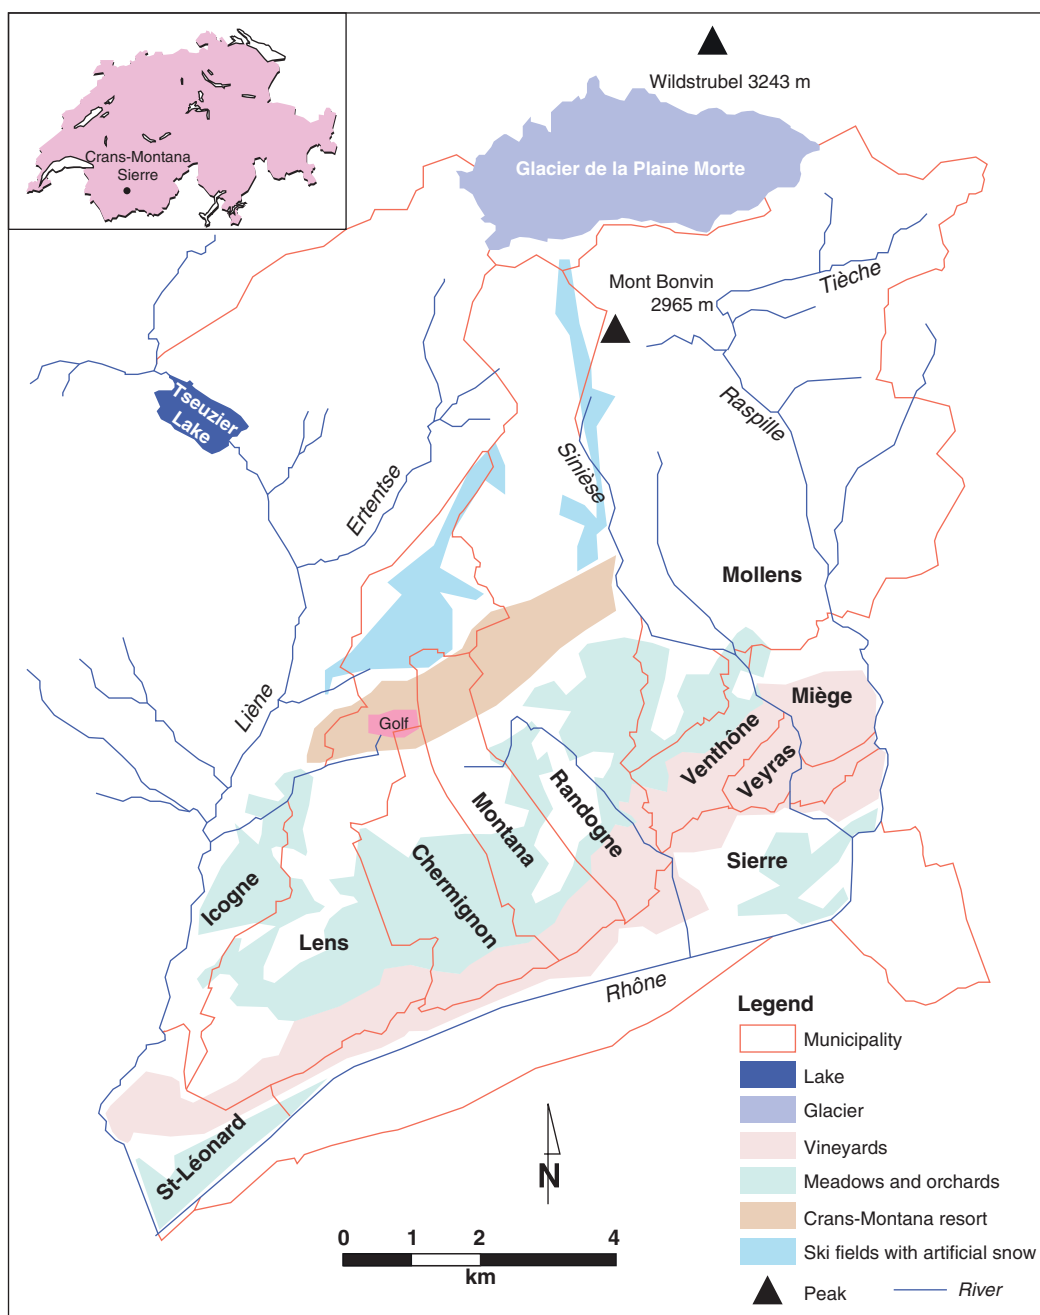 Crans-Montana
Sierre
Wildstrubel 3243 m
Glacier de la Plaine Morte
Mont Bonvin
2965 m
Tièche
Tseuzier
Lake
Raspille
Sinièse
Ertentse
Mollens
Liène
Golf
Miège
Venthône
Veyras
Randogne
Montana
Chermignon
Sierre
Icogne
Lens
Rhône
St-Léonard
N
0 1 2 4
km
Legend
Municipality
Lake
Glacier
Vineyards
Meadows and orchards
Crans-Montana resort
Ski fields with artificial snow
Peak
River